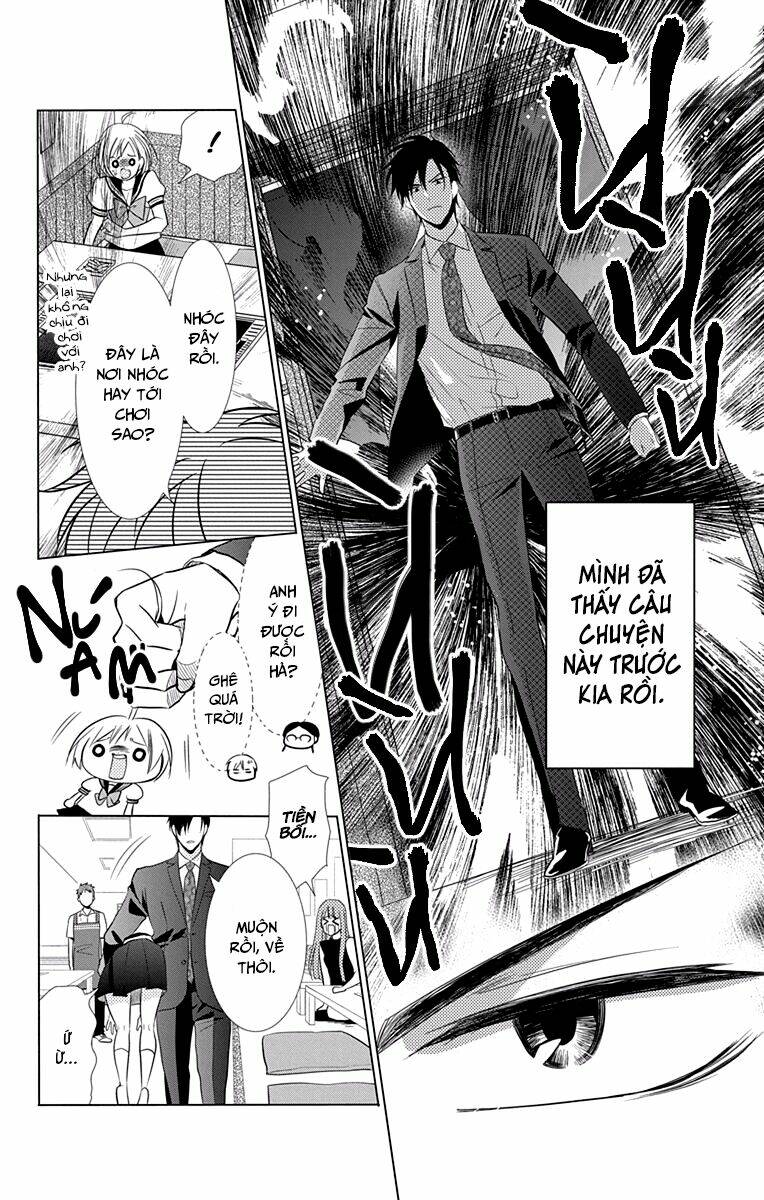 Ừ Ừ Ừ Ừ
Ừ Ừ Ừ
MÌNH ĐÃ
THẤY CÂU
CHUYỆN
NÀY TRƯỚC
KIA RỒI.
!
NHÓC
ĐÂY RỒI.
ĐÂY LÀ
NƠI NHÓC
HAY TỚI
CHƠI
SAO?
Nhưng
lại
không
chịu đi
chơi
với
anh?
ANH
Ý ĐI
ĐƯỢC
RỒI
HẢ?
GHÊ
QUÁ
TRỜI!
TIỀN
BỐI...
MUỘN
RỒI, VỀ
THÔI.
Ứ
Ừ...